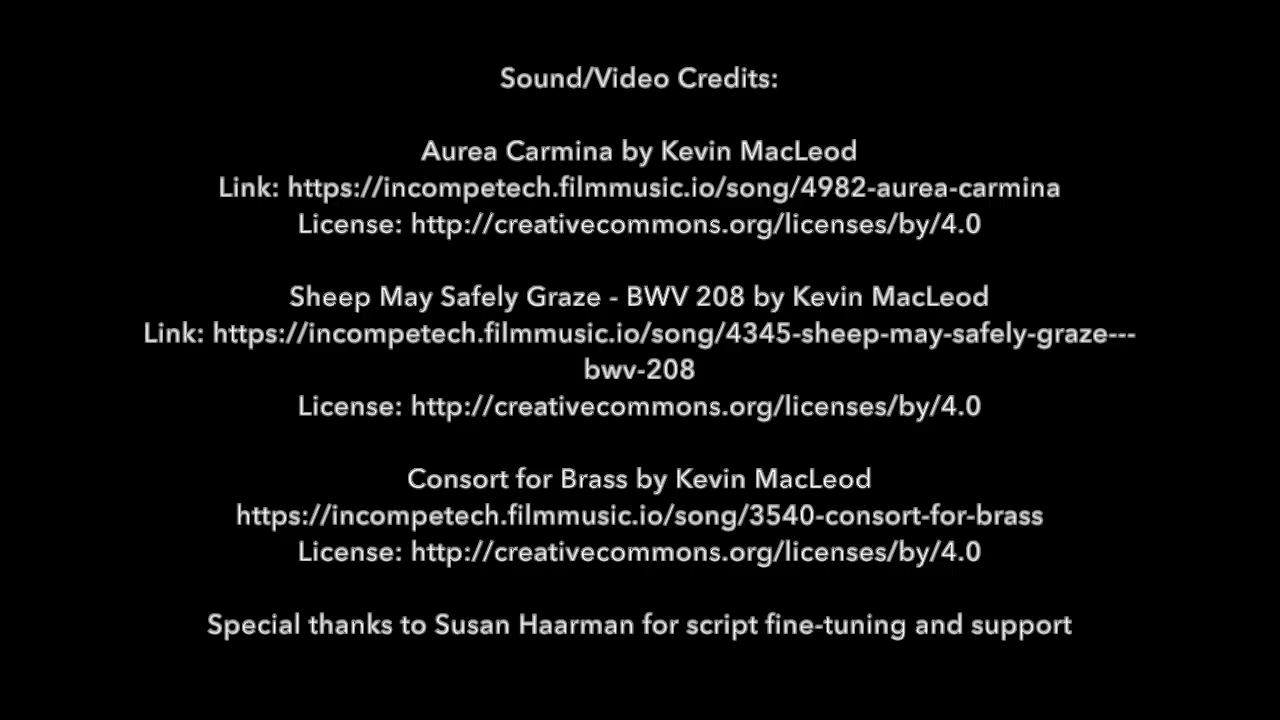 Sound/Video Credits:
Aurea Carmina by Kevin MacLeod
Link: https://incompetech.filmmusic.io/song/4982-aurea-carmina
License: http://creativecommons.org/licenses/by/4.0
Sheep May Safely Graze - BWV 208 by Kevin MacLeod
Link: https://incompetech.filmmusic.io/song/4345-sheep-may-safely-graze---
bwv-208
License: http://creativecommons.org/licenses/by/4.0
Consort for Brass by Kevin MacLeod
https://incompetech.filmmusic.io/song/3540-consort-for-brass
License: http://creativecommons.org/licenses/by/4.0
Special thanks to Susan Haarman for script fine-tuning and support